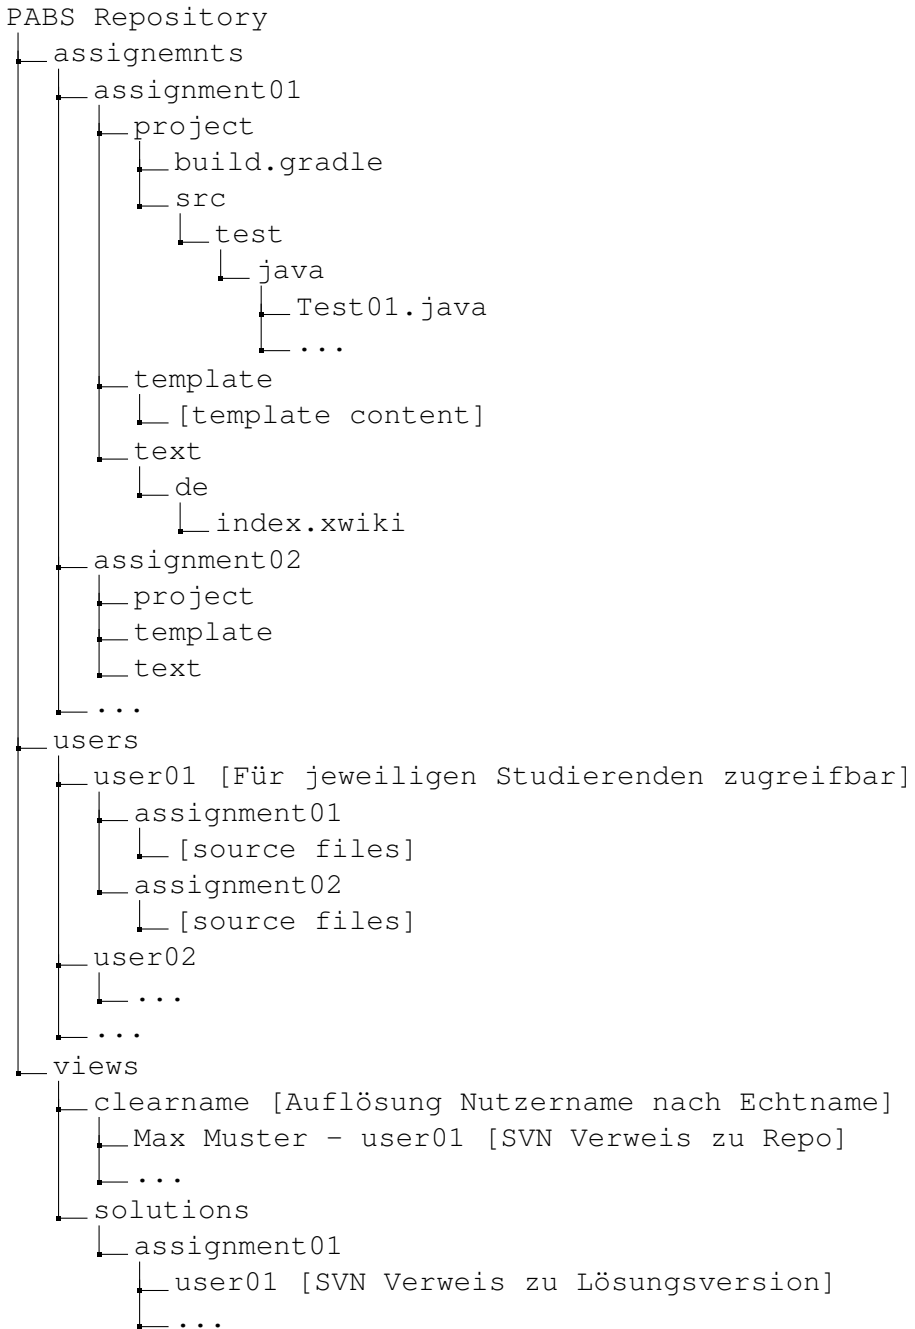 PABS Repository
assignemnts
assignment01
project
build.gradle
src
test
java
Test01.java
...
template
[template content]
text
de
index.xwiki
assignment02
project
template
text
...
users
user01 [Für jeweiligen Studierenden zugreifbar]
assignment01
[source files]
assignment02
[source files]
user02
...
...
views
clearname [Auflösung Nutzername nach Echtname]
Max Muster – user01 [SVN Verweis zu Repo]
...
solutions
assignment01
user01 [SVN Verweis zu Lösungsversion]
...